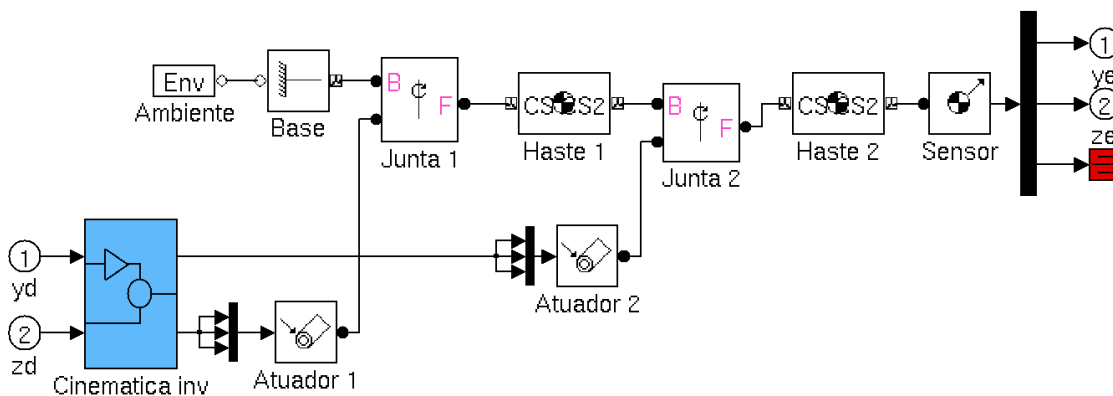 Env
Ambiente
Base
B
F
Junta 1
CS S2
Haste 1
B
F
Junta 2
CS S2
Haste 2
Sensor
1
ye
2
ze
1
yd
2
zd
Cinematica inv
Atuador 1
Atuador 2